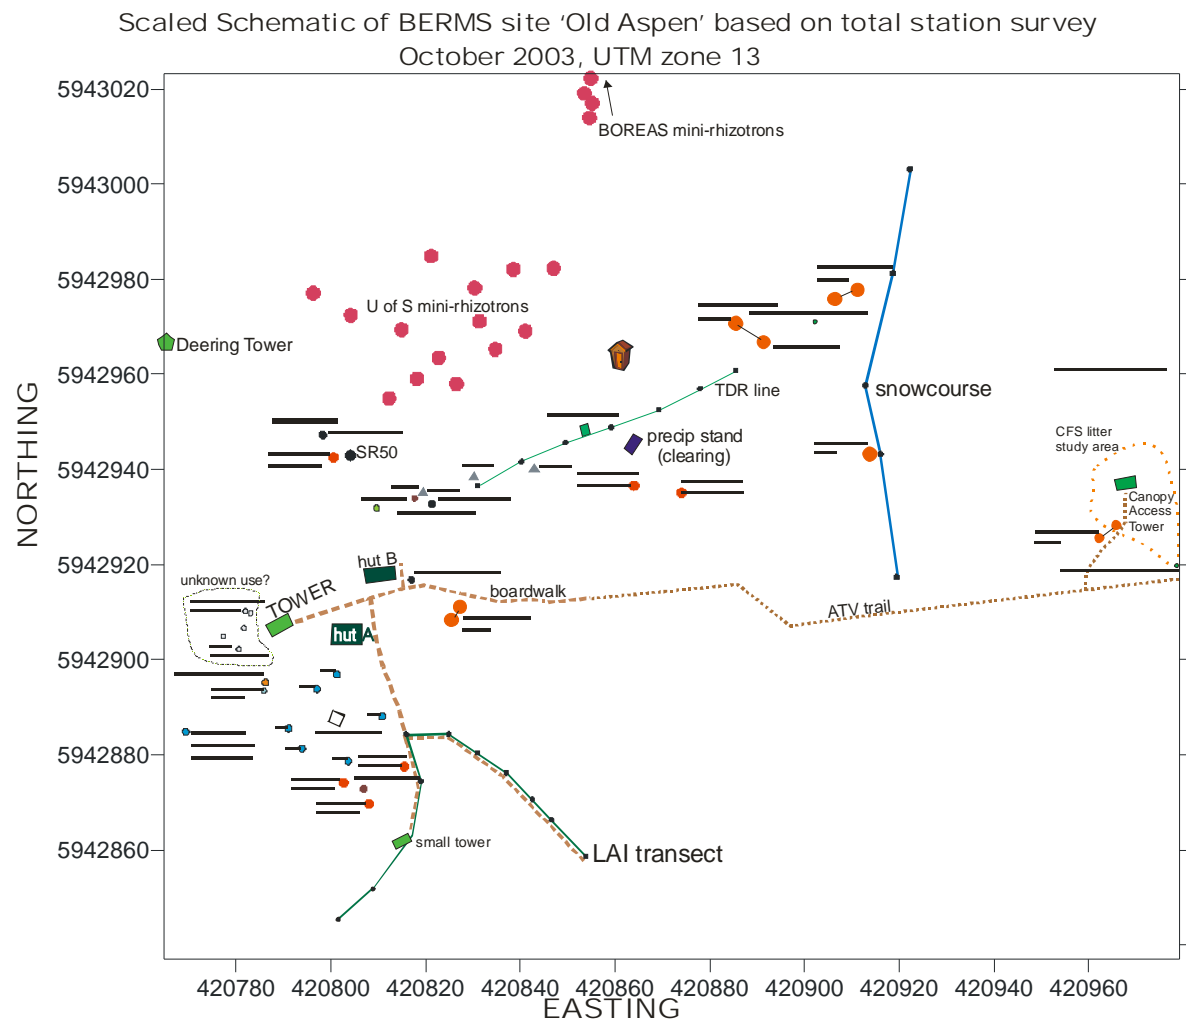 Scaled Schematic of BERMS site ‘Old Aspen’ based on total station survey
October 2003, UTM zone 13
5943020
BOREAS mini-rhizotrons
5943000
5942980
U of S mini-rhizotrons
Deering Tower
5942960
TDR line
snowcourse
precip stand
(clearing)
CFS litter
study area
SR50
5942940
Canopy
Access
Tower
NORTHING
5942920
hut B
unknown use?
TOWER
boardwalk
ATV trail
hut A
5942900
5942880
small tower
5942860
LAI transect
420780
420800
420820
420840
420860
420880
420900
420920
420940
420960
EASTING